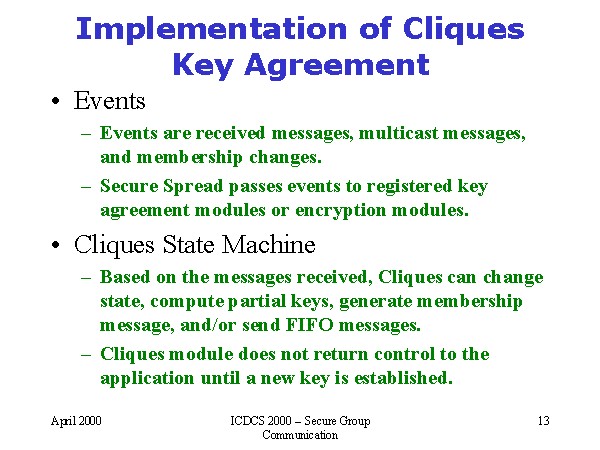 Implementation of Cliques
Key Agreement
• Events
– Events are received messages, multicast messages,
and membership changes.
– Secure Spread passes events to registered key
agreement modules or encryption modules.
• Cliques State Machine
– Based on the messages received, Cliques can change
state, compute partial keys, generate membership
message, and/or send FIFO messages.
– Cliques module does not return control to the
application until a new key is established.
April 2000
ICDCS 2000 – Secure Group
Communication
13